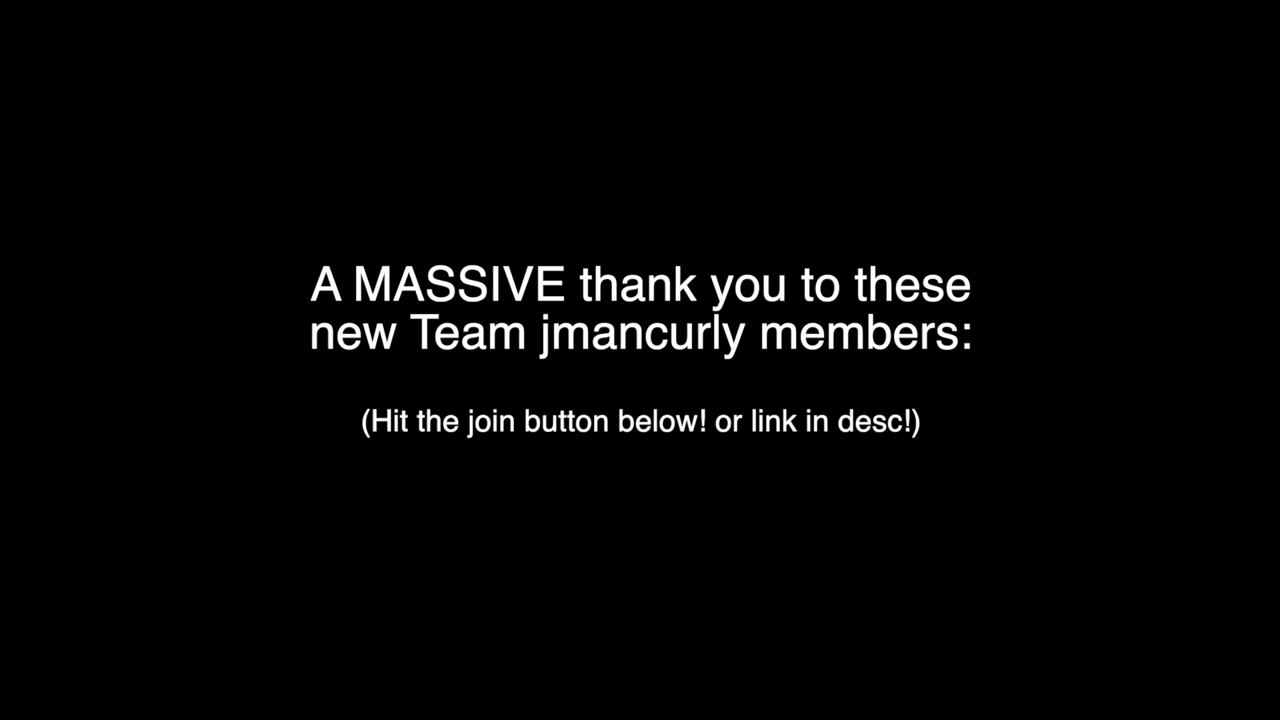 A MASSIVE thank you to these
new Team jmancurly members:
(Hit the join button below! or link in desc!)